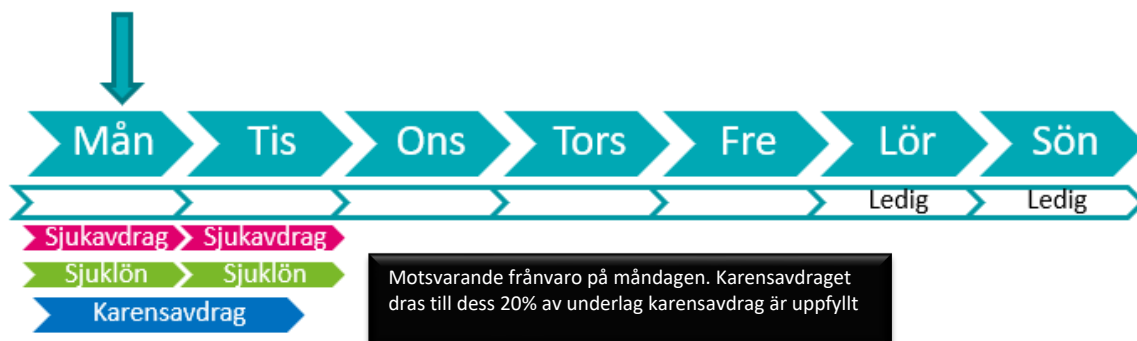 Mån Tis Ons Tors Fre Lör Sön
Ledig Ledig
Sjukavdrag Sjukavdrag
Sjuklön Sjuklön
Karensavdrag
Motsvarande frånvaro på måndagen. Karensavdraget
dras till dess 20% av underlag karensavdrag är uppfyllt